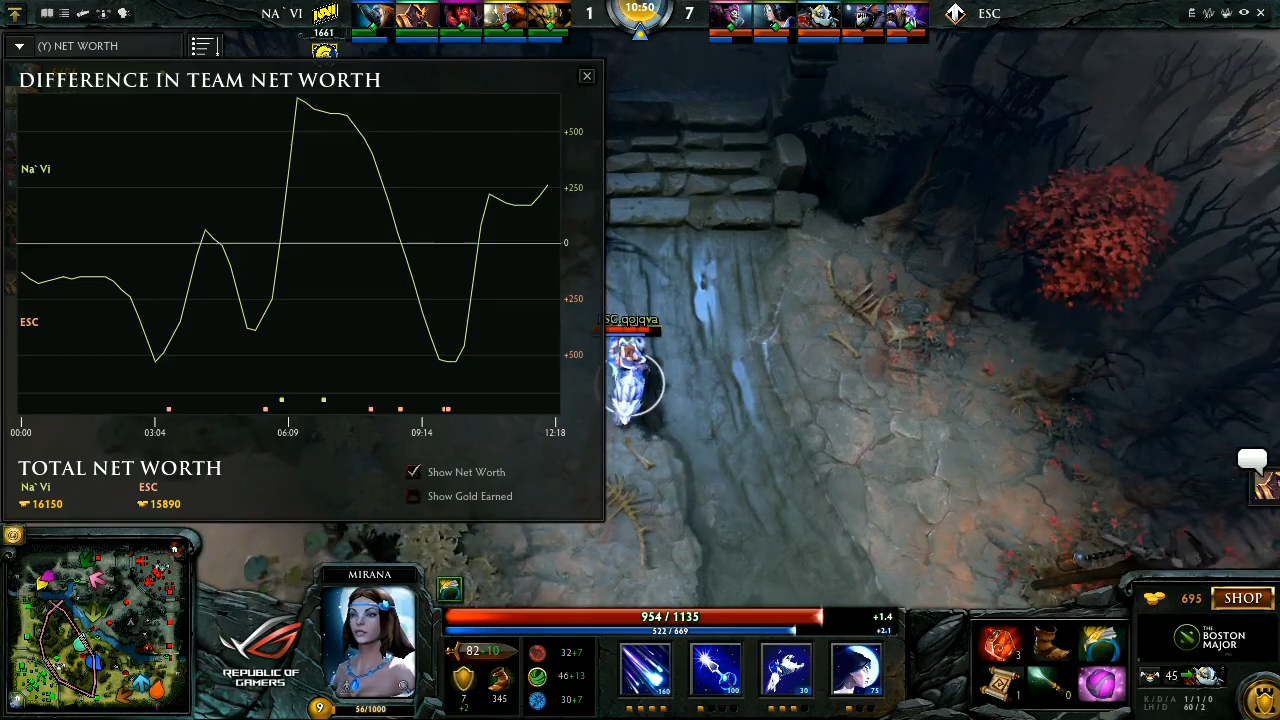 NA`VI 1 10:50 7 ESC
1661
(Y) NET WORTH
DIFFERENCE IN TEAM NET WORTH
+500
Na`Vi
+250
0
+250
ESC
+500
00:00 03:04 06:09 09:14 12:18
TOTAL NET WORTH
Na`Vi ESC
16150 15890
Show Net Worth
Show Gold Earned
ESC.qojqva
MIRANA
REPUBLIC OF
GAMERS
9
56/1000
954 / 1135 +1.4
522 / 669 +2.1
82+10
7 345
32+7
46+13
30+7
160 100 30 75
3
1 0
695 SHOP
THE
BOSTON
MAJOR
45
K / D / A 1 / 1 / 0
LH / D 60 / 2